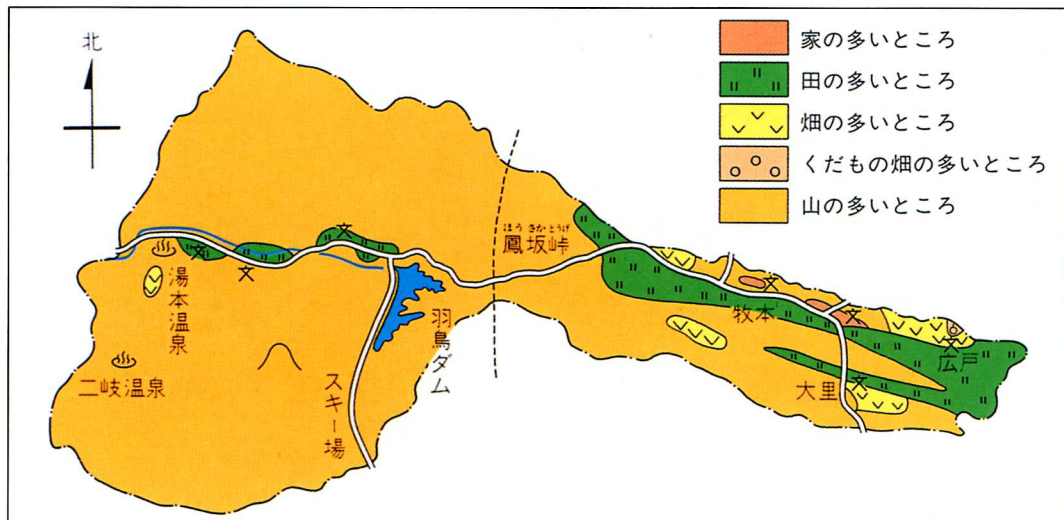 北
家の多いところ
田の多いところ
畑の多いところ
くだもの畑の多いところ
山の多いところ
ほうさかとうげ
鳳坂峠
湯本温泉
二岐温泉
羽鳥ダム
スキー場
牧本
広戸
大里